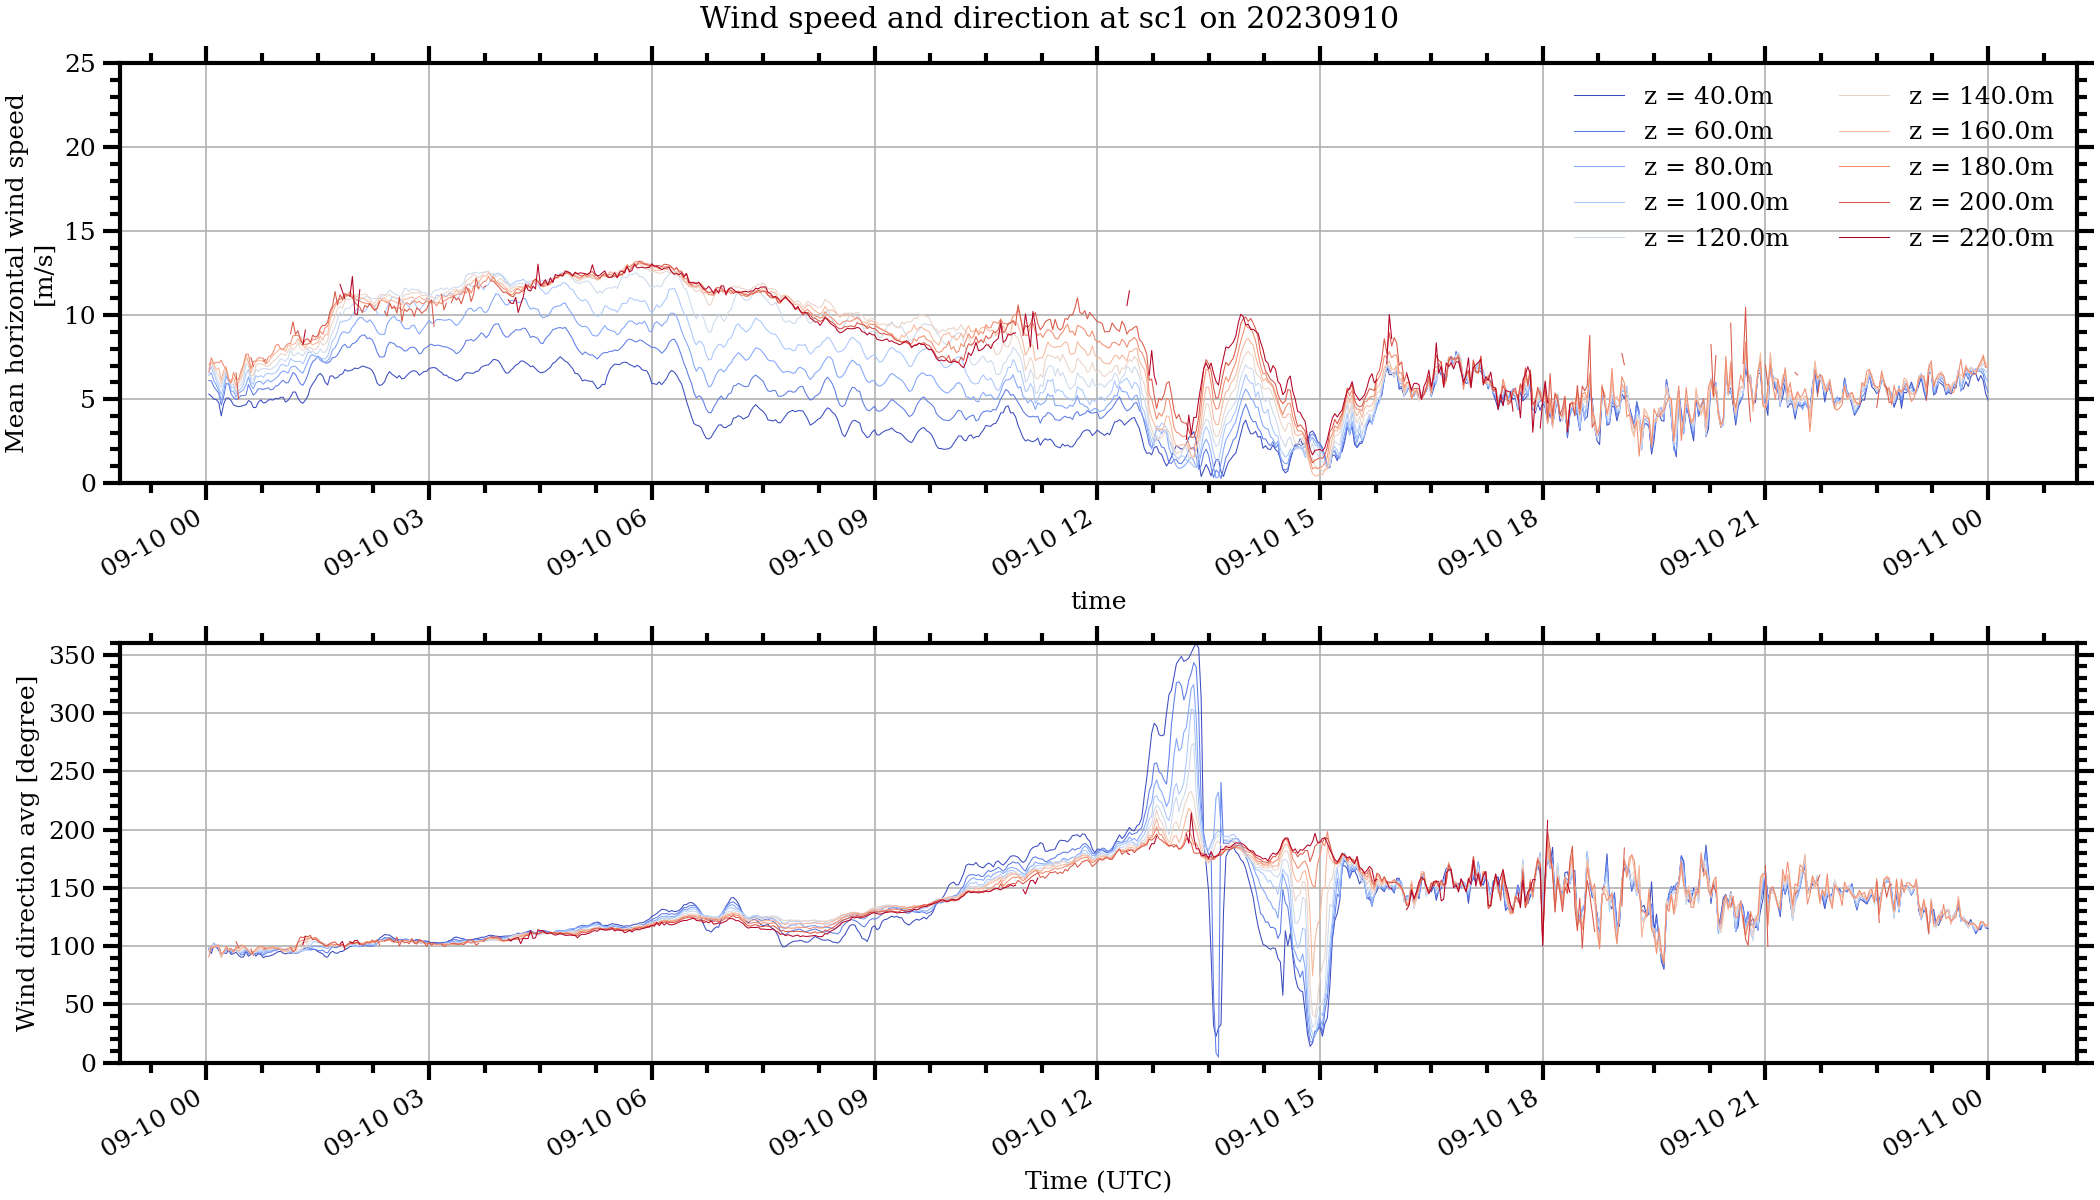 Wind speed and direction at sc1 on 20230910
Mean horizontal wind speed
[m/s]
25
20
15
10
5
0
z = 40.0m
z = 60.0m
z = 80.0m
z = 100.0m
z = 120.0m
z = 140.0m
z = 160.0m
z = 180.0m
z = 200.0m
z = 220.0m
09-10 00
09-10 03
09-10 06
09-10 09
09-10 12
09-10 15
09-10 18
09-10 21
09-11 00
time
Wind direction avg [degree]
350
300
250
200
150
100
50
0
09-10 00
09-10 03
09-10 06
09-10 09
09-10 12
09-10 15
09-10 18
09-10 21
09-11 00
Time (UTC)